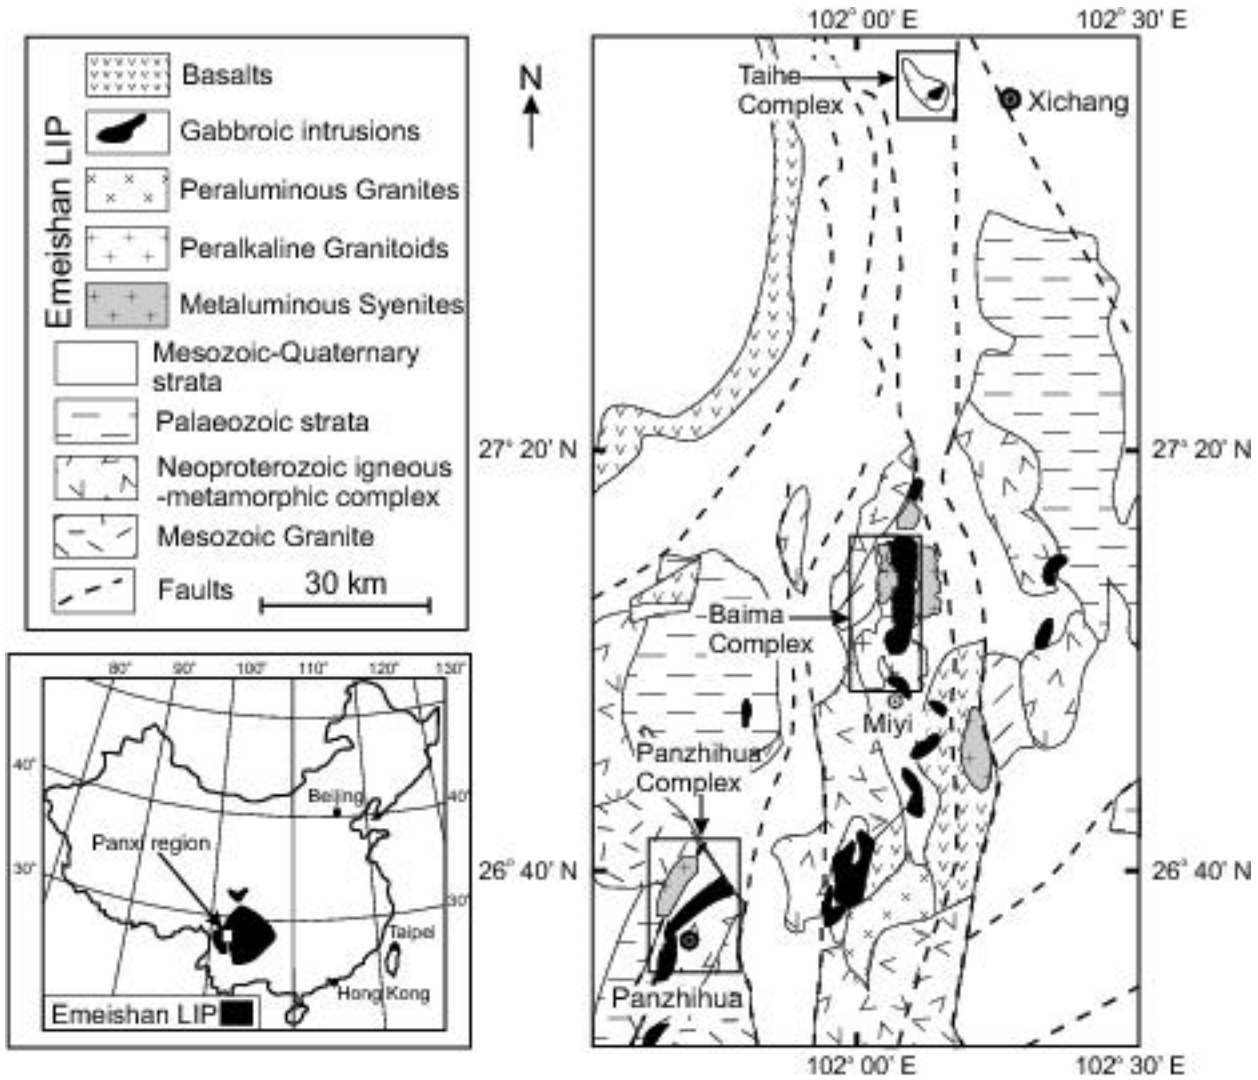 Emeishan LIP
Basalts
Gabbroic intrusions
Peraluminous Granites
Peralkaline Granitoids
Metaluminous Syenites
Mesozoic-Quaternary
strata
Palaeozoic strata
Neoproterozoic igneous
-metamorphic complex
Mesozoic Granite
Faults
30 km
N
80°
90°
100°
110°
120°
130°
40°
30°
40°
30°
Beijing
Panxi region
Taipei
Hong Kong
Emeishan LIP
102° 00' E
102° 30' E
Taihe
Complex
Xichang
27° 20' N
27° 20' N
Baima
Complex
Miyi
?
Panzhihua
Complex
26° 40' N
26° 40' N
Panzhihua
102° 00' E
102° 30' E